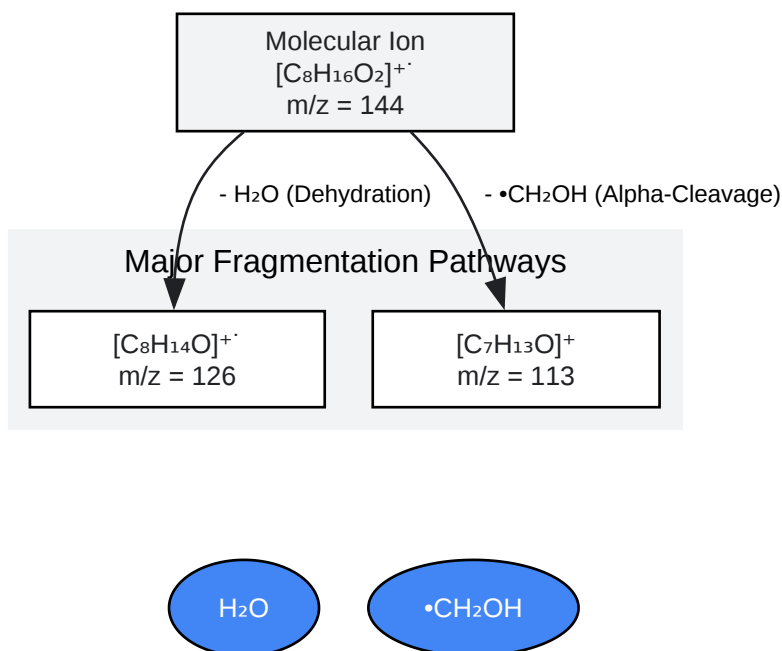 Molecular Ion
[C₈H₁₆O₂]⁺˙
m/z = 144
- H₂O (Dehydration)
- •CH₂OH (Alpha-Cleavage)
Major Fragmentation Pathways
[C₈H₁₄O]⁺˙
m/z = 126
[C₇H₁₃O]⁺
m/z = 113
H₂O
•CH₂OH